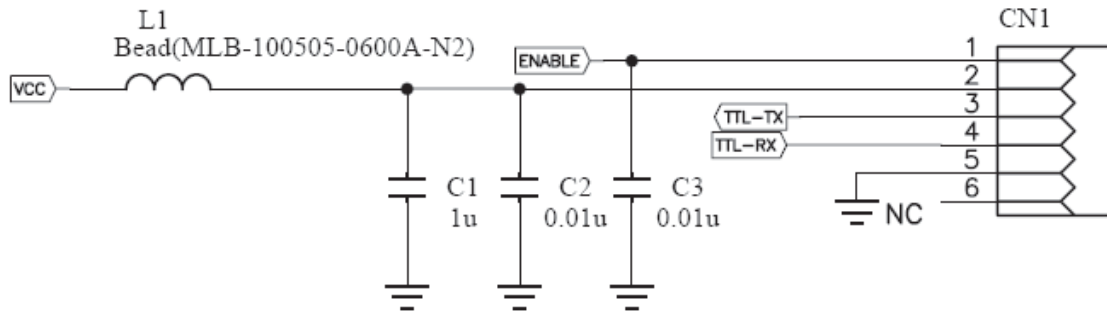 L1
Bead(MLB-100505-0600A-N2)
CN1
ENABLE
1
VCC
2
TTL-TX
3
TTL-RX
4
5
6
NC
C1
1u
C2
0.01u
C3
0.01u